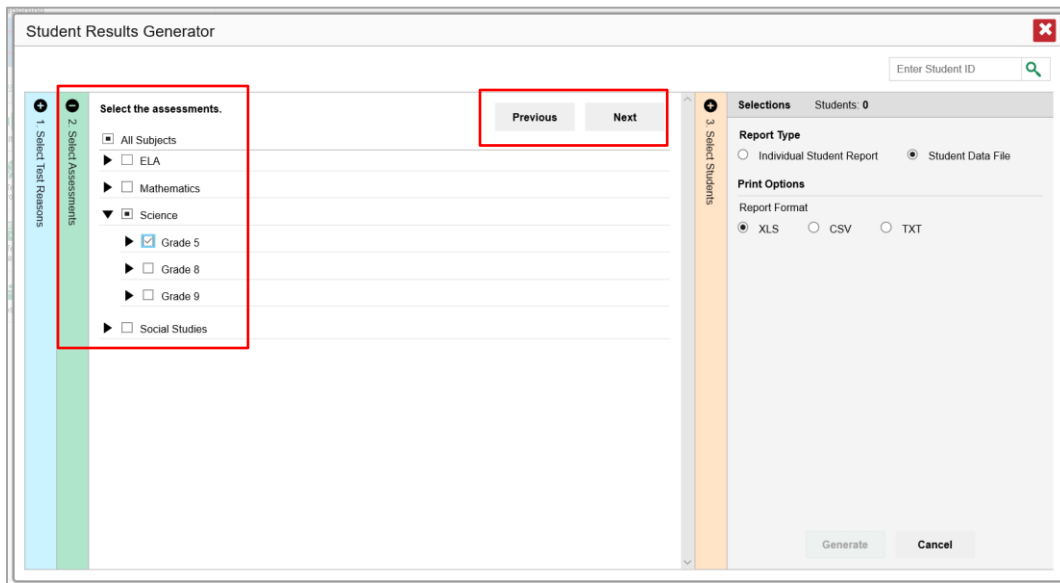 Student Results Generator
Enter Student ID
1. Select Test Reasons
2. Select Assessments
Select the assessments.
Previous Next
All Subjects
ELA
Mathematics
Science
Grade 5
Grade 8
Grade 9
Social Studies
3. Select Students
Selections Students: 0
Report Type
Individual Student Report Student Data File
Print Options
Report Format
XLS CSV TXT
Generate Cancel